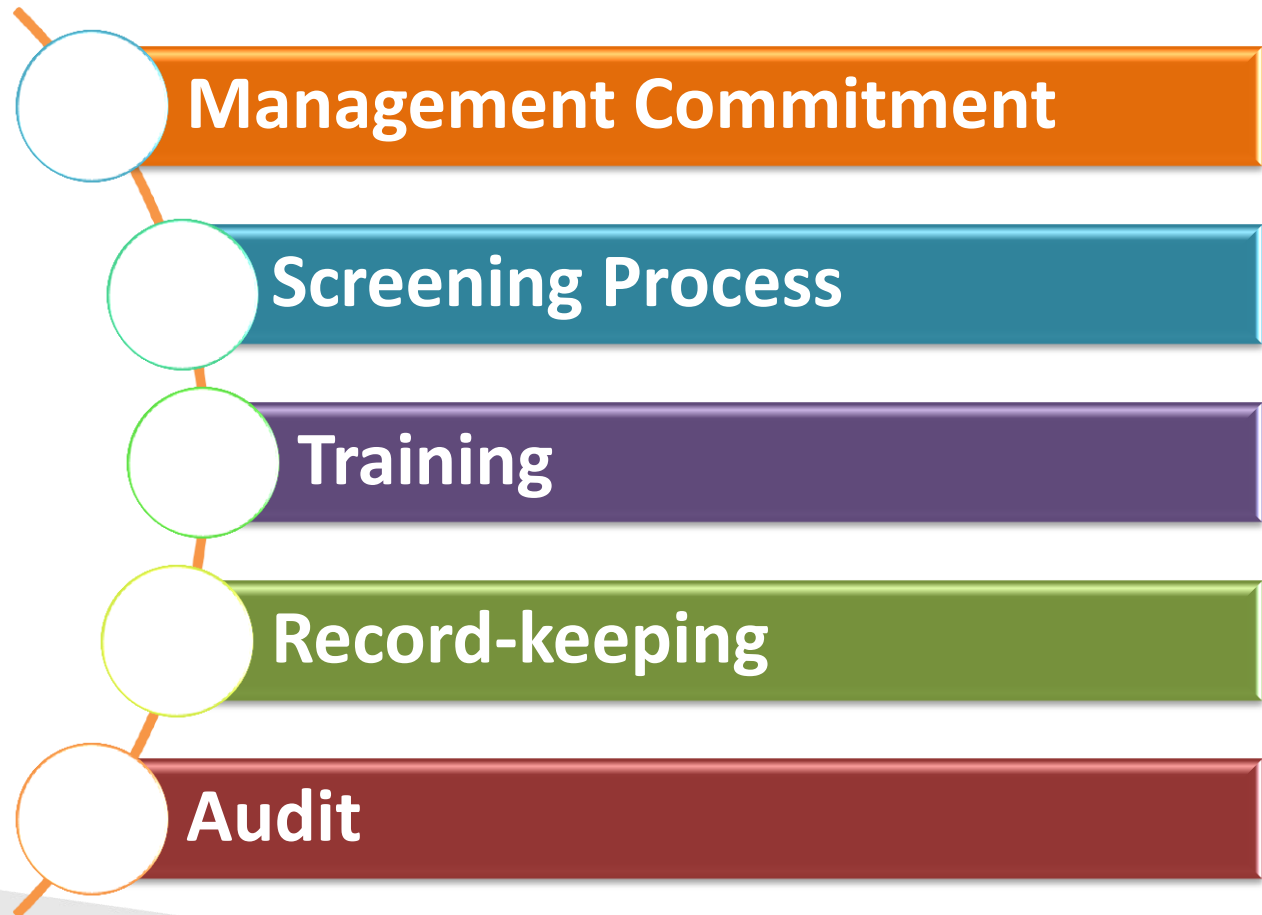 Management Commitment
Screening Process
Training
Record-keeping
Audit